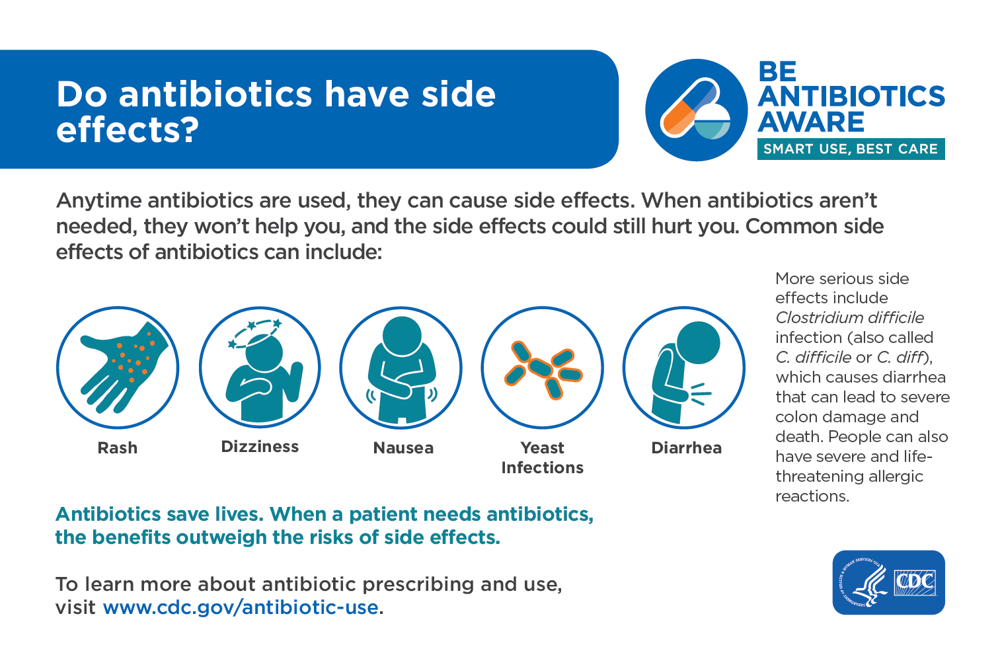 Do antibiotics have side
effects?
BE
ANTIBIOTICS
AWARE
SMART USE, BEST CARE
Anytime antibiotics are used, they can cause side effects. When antibiotics aren’t
needed, they won’t help you, and the side effects could still hurt you. Common side
effects of antibiotics can include:
Rash
Dizziness
Nausea
Yeast
Infections
Diarrhea
More serious side
effects include
Clostridium difficile
infection (also called
C. difficile or C. diff),
which causes diarrhea
that can lead to severe
colon damage and
death. People can also
have severe and life-
threatening allergic
reactions.
Antibiotics save lives. When a patient needs antibiotics,
the benefits outweigh the risks of side effects.
To learn more about antibiotic prescribing and use,
visit www.cdc.gov/antibiotic-use.
DEPARTMENT OF HEALTH & HUMAN SERVICES·USA
CDC